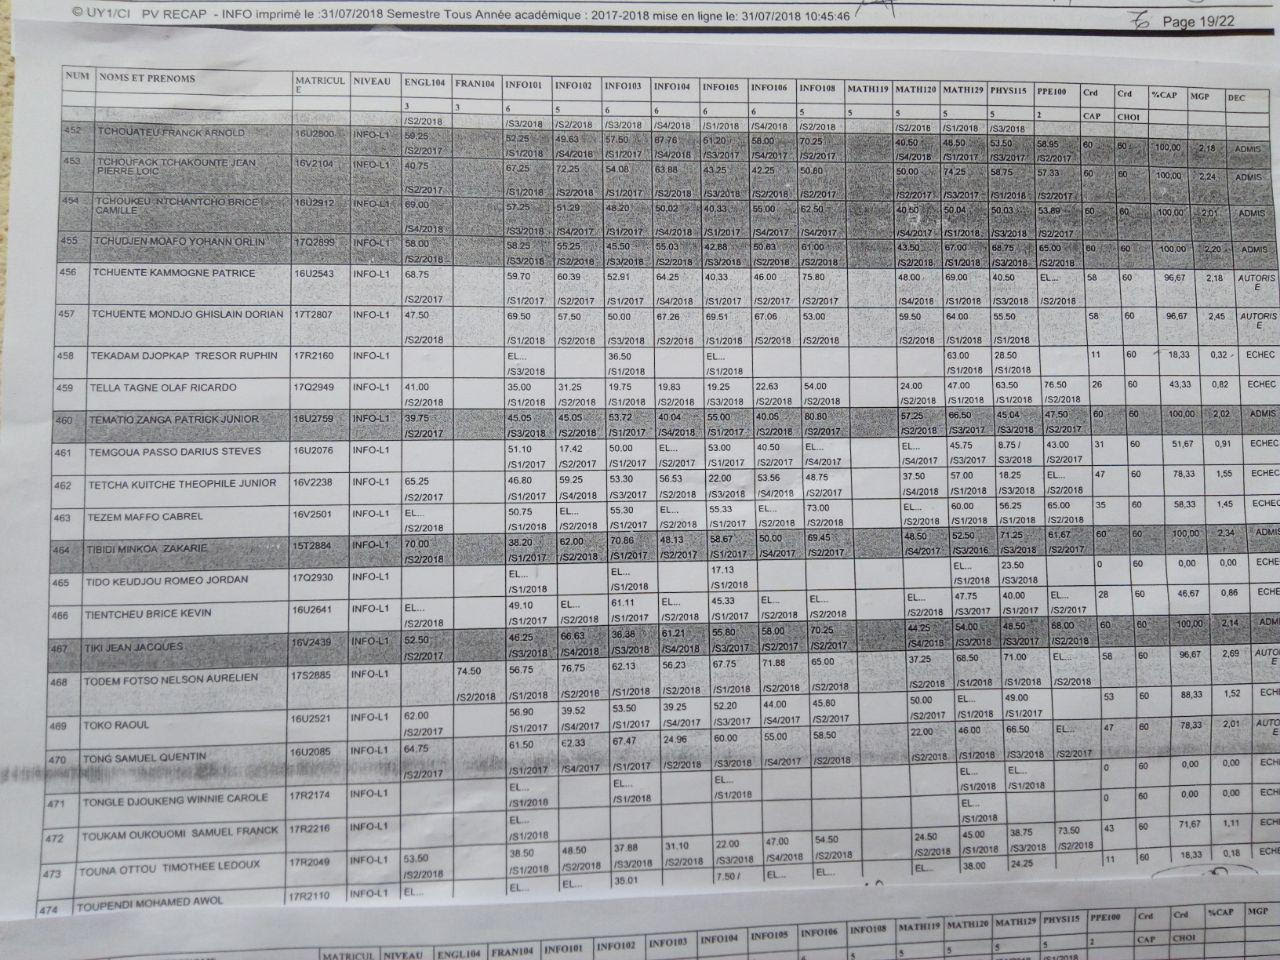 © UY1/CI PV RECAP - INFO imprimé le :31/07/2018 Semestre Tous Année académique : 2017-2018 mise en ligne le: 31/07/2018 10:45:46
Page 19/22
NUM NOMS ET PRENOMS MATRICUL E NIVEAU ENGL104 FRAN104 INFO101 INFO102 INFO103 INFO104 INFO105 INFO106 INFO108 MATH119 MATH120 MATH129 PHYS115 PPE100 Crd Crd %CAP MGP DEC
3 3 6 5 6 6 6 6 5 5 5 5 5 2 CAP CHOI
/S2/2018 /S3/2018 /S2/2018 /S3/2018 /S4/2018 /S1/2018 /S4/2018 /S2/2018 /S2/2018 /S1/2018 /S3/2018
452 TCHOUATEU FRANCK ARNOLD 16U2800 INFO-L1 59.25 52.25 49.63 57.50 67.76 61.20 58.00 70.25 40.50 48.50 53.50 58.95 60 60 100,00 2,18 ADMIS
/S2/2017 /S1/2018 /S4/2018 /S1/2017 /S4/2018 /S3/2017 /S4/2017 /S2/2017 /S4/2018 /S1/2017 /S3/2017 /S2/2017
453 TCHOUFACK TCHAKOUNTE JEAN PIERRE LOIC 16V2104 INFO-L1 40.75 67.25 72.25 54.08 63.88 43.25 42.25 50.80 50.00 74.25 58.75 57.33 60 60 100,00 2,24 ADMIS
/S2/2017 /S1/2018 /S2/2017 /S1/2017 /S2/2018 /S3/2018 /S2/2017 /S2/2017 /S2/2017 /S3/2017 /S1/2017 /S2/2017
454 TCHOUKEU NTCHANTCHO BRICE CAMILLE 16U2912 INFO-L1 69.00 57.25 51.29 48.20 50.02 40.33 55.00 62.50 40.50 50.04 50.03 53.89 60 60 100,00 2,01 ADMIS
/S4/2018 /S3/2018 /S4/2017 /S1/2017 /S2/2018 /S3/2017 /S2/2017 /S2/2018 /S4/2017 /S1/2018 /S3/2018 /S2/2017
455 TCHUDJEN MOAFO YOHANN ORLIN 17Q2899 INFO-L1 58.00 58.25 55.25 45.50 55.03 42.88 50.63 61.00 43.50 67.00 68.75 65.00 60 60 100,00 2,20 ADMIS
/S2/2018 /S3/2018 /S2/2018 /S3/2018 /S2/2018 /S3/2018 /S2/2018 /S2/2018 /S2/2018 /S1/2018 /S3/2018 /S2/2018
456 TCHUENTE KAMMOGNE PATRICE 16U2543 INFO-L1 68.75 59.70 60.39 52.91 64.25 40.33 46.00 75.80 48.00 69.00 40.50 EL... 58 60 96,67 2,18 AUTORIS E
/S2/2017 /S1/2017 /S2/2017 /S1/2017 /S4/2018 /S1/2017 /S2/2017 /S2/2017 /S4/2018 /S1/2018 /S3/2018 /S2/2018
457 TCHUENTE MONDJO GHISLAIN DORIAN 17T2807 INFO-L1 47.50 69.50 57.50 50.00 67.26 69.51 67.06 53.00 59.50 64.00 55.50 58 60 96,67 2,45 AUTORIS E
/S2/2018 /S1/2018 /S2/2018 /S1/2018 /S2/2018 /S1/2018 /S2/2018 /S2/2018 /S2/2018 /S1/2018 /S1/2018
458 TEKADAM DJOPKAP TRESOR RUPHIN 17R2160 INFO-L1 EL... 36.50 EL... 63.00 28.50 11 60 18,33 0,32 ECHEC
/S3/2018 /S1/2018 /S1/2018 /S1/2018 /S1/2018
459 TELLA TAGNE OLAF RICARDO 17Q2949 INFO-L1 41.00 35.00 31.25 19.75 19.83 19.25 22.63 54.00 24.00 47.00 63.50 76.50 26 60 43,33 0,82 ECHEC
/S2/2018 /S1/2018 /S2/2018 /S1/2018 /S2/2018 /S1/2018 /S2/2018 /S2/2018 /S2/2018 /S1/2018 /S1/2018 /S2/2018
460 TEMATIO ZANGA PATRICK JUNIOR 16U2759 INFO-L1 39.75 45.05 45.05 53.72 40.04 55.00 40.05 80.80 57.25 66.50 45.04 47.50 60 60 100,00 2,02 ADMIS
/S2/2017 /S3/2018 /S2/2018 /S1/2017 /S4/2018 /S1/2017 /S2/2018 /S2/2017 /S2/2018 /S3/2017 /S3/2017 /S2/2017
461 TEMGOUA PASSO DARIUS STEVES 16U2076 INFO-L1 51.10 17.42 50.00 EL... 53.00 40.50 EL... EL... 45.75 8.75 / 43.00 31 60 51,67 0,91 ECHEC
/S1/2017 /S2/2017 /S1/2017 /S2/2018 /S1/2017 /S2/2018 /S4/2017 /S4/2017 /S3/2017 S3/2018 /S2/2017
462 TETCHA KUITCHE THEOPHILE JUNIOR 16V2238 INFO-L1 65.25 46.80 59.25 53.30 56.53 22.00 53.56 48.75 37.50 57.00 18.25 EL... 47 60 78,33 1,55 ECHEC
/S2/2017 /S1/2017 /S4/2018 /S3/2017 /S2/2017 /S3/2018 /S4/2018 /S2/2017 /S4/2018 /S1/2018 /S3/2018 /S2/2018
463 TEZEM MAFFO CABREL 16V2501 INFO-L1 EL... 50.75 EL... 55.30 EL... 55.33 EL... 73.00 EL... 60.00 56.25 65.00 35 60 58,33 1,45 ECHEC
/S2/2018 /S1/2017 /S2/2018 /S1/2017 /S2/2018 /S1/2017 /S2/2018 /S2/2017 /S2/2018 /S1/2018 /S1/2017 /S2/2017
464 TIBIDI MINKOA ZAKARIE 15T2884 INFO-L1 70.00 38.20 62.00 70.86 48.13 58.67 50.00 69.45 48.50 52.50 71.25 61.67 60 60 100,00 2,34 ADMIS
/S2/2018 /S1/2017 /S2/2018 /S1/2017 /S2/2018 /S1/2017 /S2/2018 /S2/2018 /S4/2017 /S3/2016 /S3/2017 /S2/2017
465 TIDO KEUDJOU ROMEO JORDAN 17Q2930 INFO-L1 EL... EL... 17.13 EL... 23.50 0 60 0,00 0,00 ECHE
/S1/2018 /S1/2018 /S1/2018 /S1/2018 /S3/2018
466 TIENTCHEU BRICE KEVIN 16U2641 INFO-L1 EL... 49.10 EL... 61.11 EL... 45.33 EL... EL... EL... 47.75 40.00 EL... 28 60 46,67 0,86 ECHE
/S2/2018 /S1/2017 /S2/2018 /S3/2017 /S2/2018 /S1/2017 /S2/2018 /S2/2018 /S2/2018 /S3/2017 /S1/2017 /S2/2018
467 TIKI JEAN JACQUES 16V2439 INFO-L1 52.50 46.25 66.63 36.38 61.21 55.80 58.00 70.25 44.25 54.00 48.50 68.00 60 60 100,00 2,14 ADMI
/S2/2017 /S3/2018 /S4/2017 /S3/2018 /S4/2018 /S3/2017 /S2/2017 /S2/2017 /S4/2018 /S3/2018 /S3/2017 /S2/2017
468 TODEM FOTSO NELSON AURELIEN 17S2885 INFO-L1 74.50 56.75 76.75 62.13 56.23 67.75 71.88 65.00 37.25 68.50 71.00 EL... 58 60 96,67 2,69 AUTO E
/S2/2018 /S1/2018 /S2/2018 /S1/2018 /S2/2018 /S1/2018 /S2/2018 /S2/2018 /S2/2018 /S1/2018 /S1/2018 /S2/2018
469 TOKO RAOUL 16U2521 INFO-L1 62.00 56.90 39.52 53.50 39.25 52.20 44.00 45.80 50.00 EL... 49.00 53 60 88,33 1,52 ECHE
/S2/2017 /S1/2017 /S4/2017 /S1/2017 /S4/2018 /S3/2017 /S4/2017 /S2/2017 /S2/2017 /S1/2018 /S1/2017
470 TONG SAMUEL QUENTIN 16U2085 INFO-L1 64.75 61.50 62.33 67.47 24.96 60.00 55.00 58.50 22.00 46.00 66.50 EL... 47 60 78,33 2,01 AUTO E
/S2/2017 /S1/2017 /S4/2017 /S1/2017 /S2/2018 /S3/2018 /S4/2017 /S2/2018 /S2/2018 /S1/2018 /S3/2018 /S2/2017
471 TONGLE DJOUKENG WINNIE CAROLE 17R2174 INFO-L1 EL... EL... EL... EL... EL... 0 60 0,00 0,00 ECHE
/S1/2018 /S1/2018 /S1/2018 /S1/2018 /S1/2018
472 TOUKAM OUKOUOMI SAMUEL FRANCK 17R2216 INFO-L1 EL... EL... 0 60 0,00 0,00 ECHE
/S1/2018 /S1/2018
473 TOUNA OTTOU TIMOTHEE LEDOUX 17R2049 INFO-L1 53.50 38.50 48.50 37.88 31.10 22.00 47.00 54.50 24.50 45.00 38.75 73.50 43 60 71,67 1,11 ECHE
/S2/2018 /S1/2018 /S2/2018 /S3/2018 /S2/2018 /S3/2018 /S4/2018 /S2/2018 /S2/2018 /S1/2018 /S3/2018 /S2/2018
474 TOUPENDI MOHAMED AWOL 17R2110 INFO-L1 EL... EL... EL... 35.01 7.50 / EL... EL... EL... 38.00 24.25 11 60 18,33 0,18 ECHE
MATRICUL NIVEAU ENGL104 FRAN104 INFO101 INFO102 INFO103 INFO104 INFO105 INFO106 INFO108 MATH119 MATH120 MATH129 PHYS115 PPE100 Crd Crd %CAP MGP
5 5 5 5 2 CAP CHOI